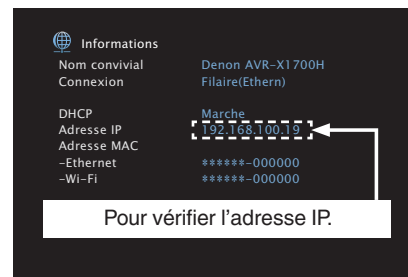 Informations
Nom convivial Denon AVR-X1700H
Connexion Filaire(Ethern)
DHCP Marche
Adresse IP 192.168.100.19
Adresse MAC
-Ethernet ******-000000
-Wi-Fi ******-000000
Pour vérifier l’adresse IP.